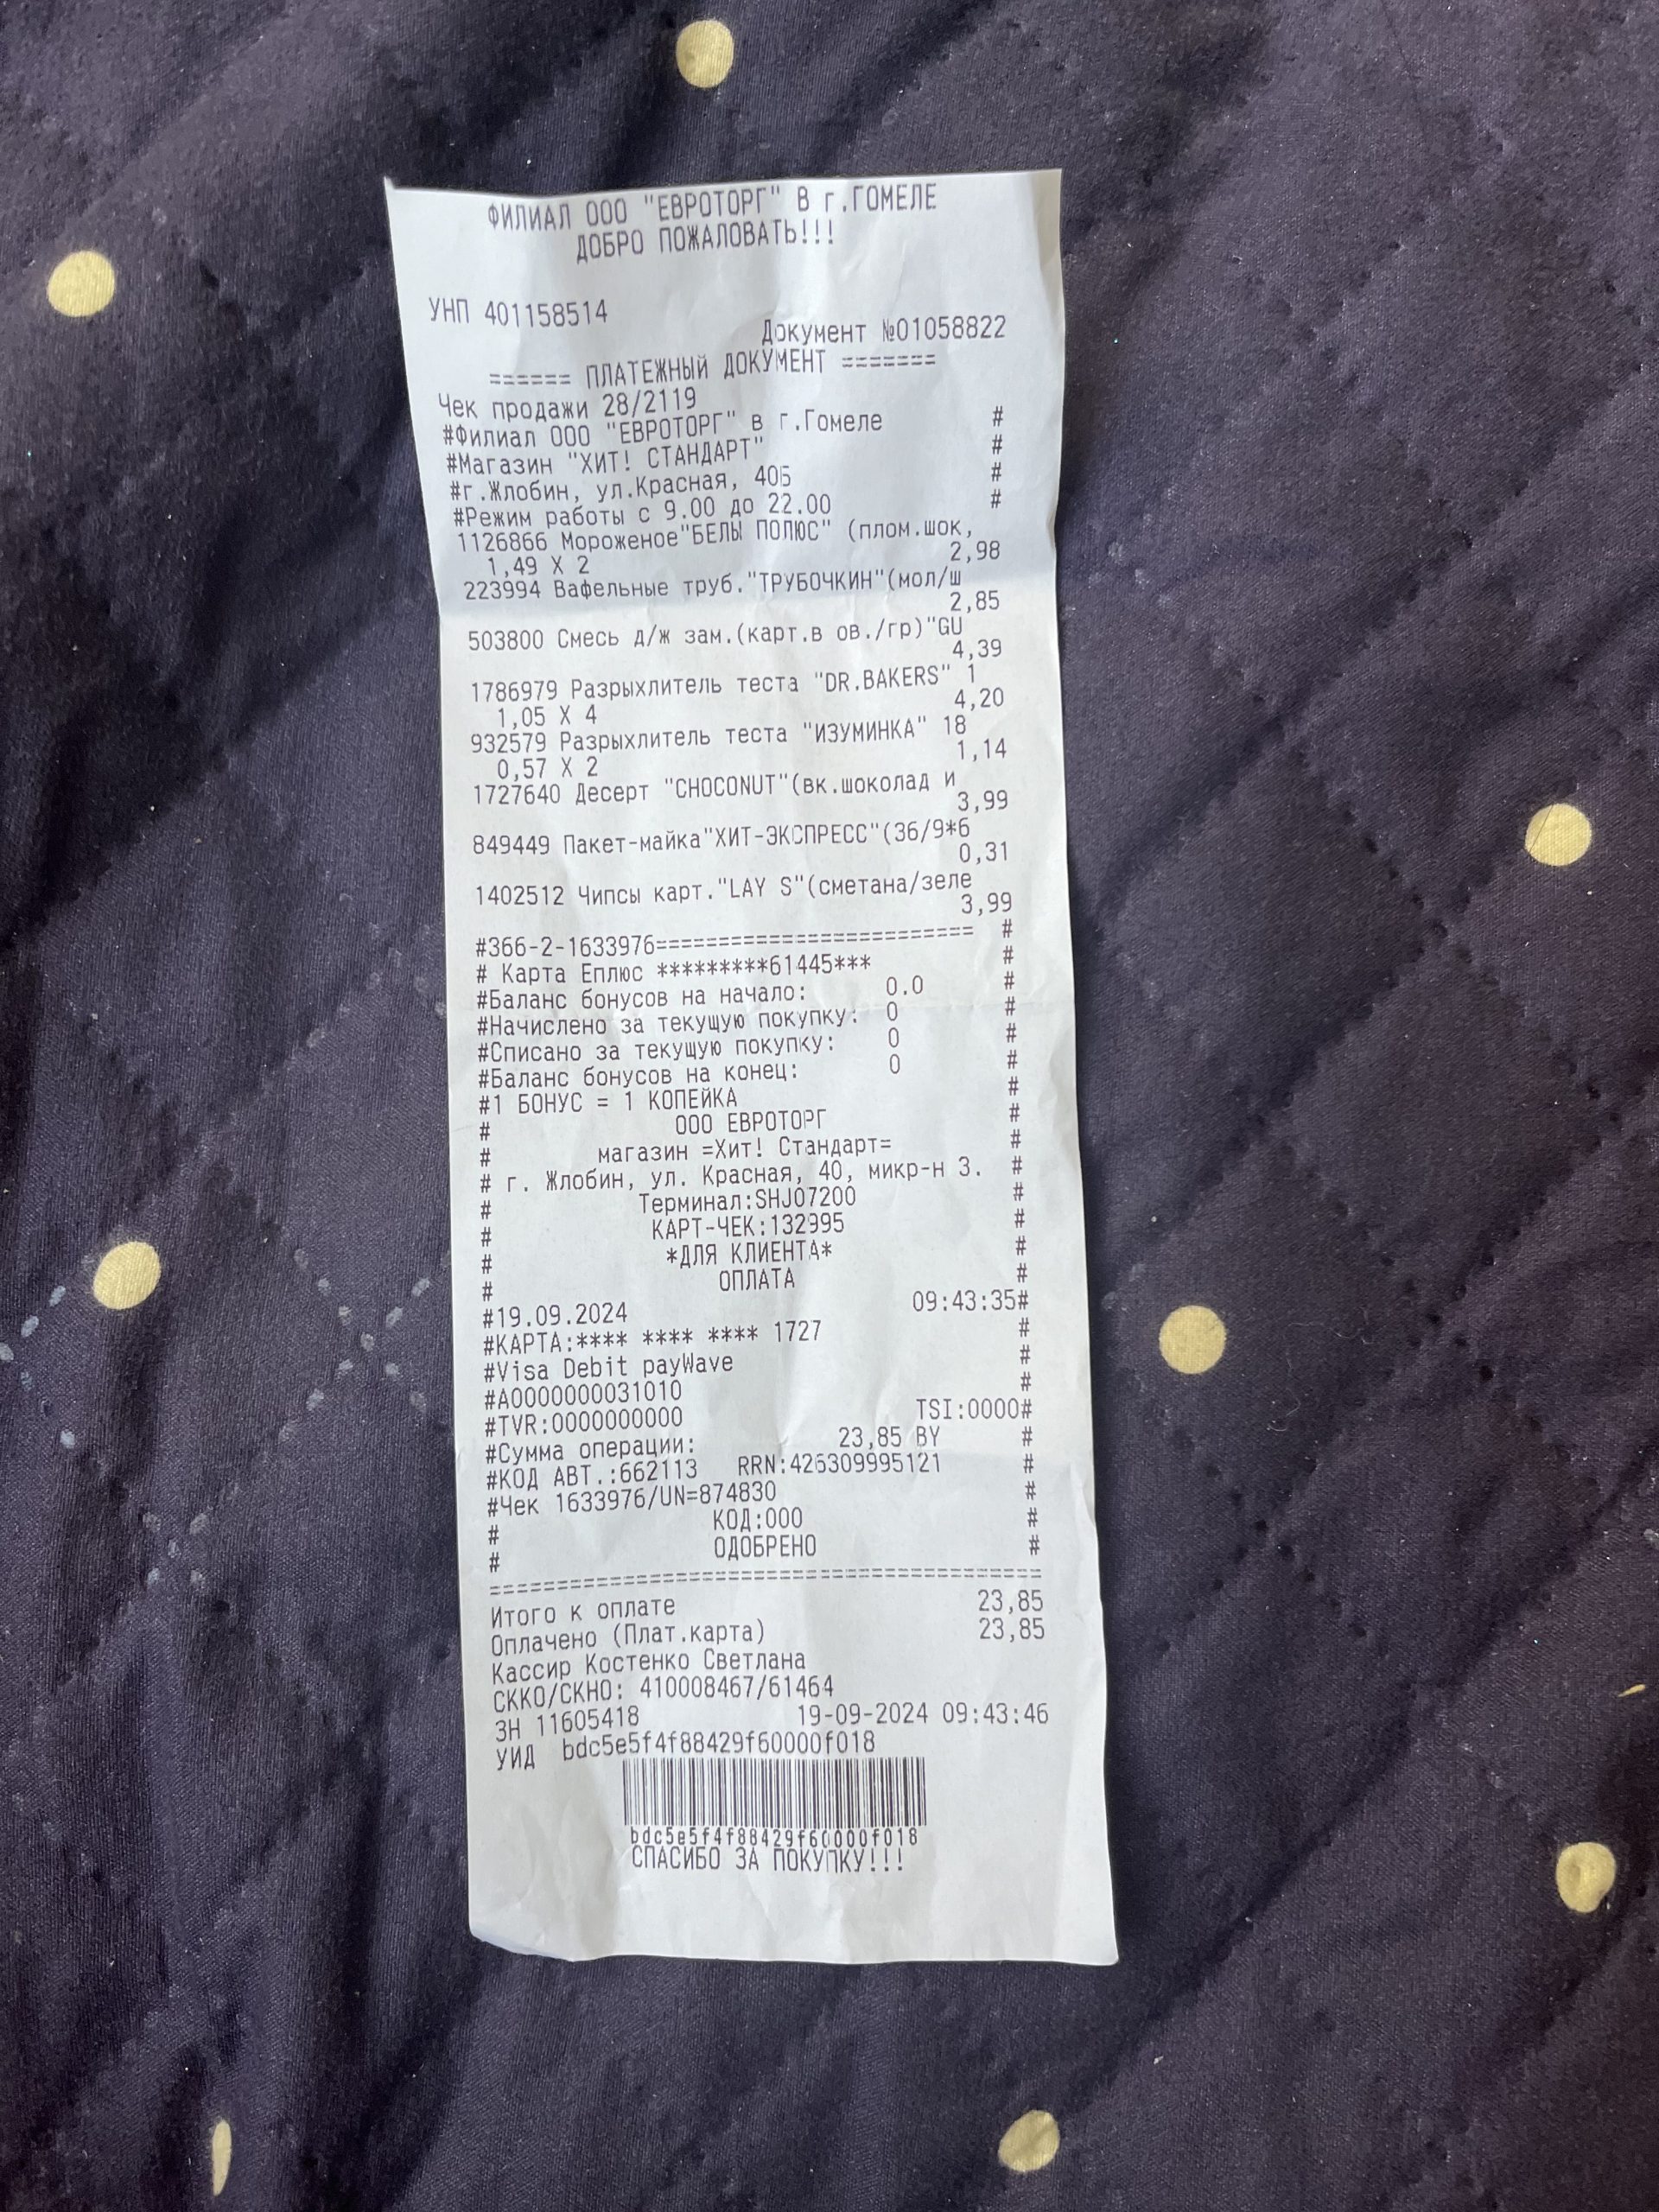 ФИЛИАЛ ООО "ЕВРОТОРГ" В г.ГОМЕЛЕ
ДОБРО ПОЖАЛОВАТЬ!!!
УНП 401158514
Документ №01058822
====== ПЛАТЕЖНЫЙ ДОКУМЕНТ =======
Чек продажи 28/2119
#Филиал ООО "ЕВРОТОРГ" в г.Гомеле #
#Магазин "ХИТ! СТАНДАРТ" #
#г.Жлобин, ул.Красная, 40Б #
#Режим работы с 9.00 до 22.00 #
1126866 Мороженое"БЕЛЫ ПОЛЮС" (плом.шок,
1,49 X 2 2,98
223994 Вафельные труб."ТРУБОЧКИН"(мол/ш
2,85
503800 Смесь д/ж зам.(карт.в ов./гр)"GU
4,39
1786979 Разрыхлитель теста "DR.BAKERS" 1
1,05 X 4 4,20
932579 Разрыхлитель теста "ИЗУМИНКА" 18
0,57 X 2 1,14
1727640 Десерт "CHOCONUT"(вк.шоколад и
3,99
849449 Пакет-майка"ХИТ-ЭКСПРЕСС"(36/9*6
0,31
1402512 Чипсы карт."LAY S"(сметана/зеле
3,99
#366-2-1633976========================== #
# Карта Еплюс *********61445*** #
#Баланс бонусов на начало: 0.0 #
#Начислено за текущую покупку: 0 #
#Списано за текущую покупку: 0 #
#Баланс бонусов на конец: 0 #
#1 БОНУС = 1 КОПЕЙКА #
# ООО ЕВРОТОРГ #
# магазин =Хит! Стандарт= #
# г. Жлобин, ул. Красная, 40, микр-н 3. #
# Терминал:SHJ07200 #
# КАРТ-ЧЕК:132995 #
# *ДЛЯ КЛИЕНТА* #
# ОПЛАТА #
#19.09.2024 09:43:35#
#КАРТА:**** **** **** 1727 #
#Visa Debit payWave #
#A0000000031010 #
#TVR:0000000000 TSI:0000#
#Сумма операции: 23,85 BY #
#КОД АВТ.:662113 RRN:426309995121 #
#Чек 1633976/UN=874830 #
# КОД:000 #
# ОДОБРЕНО #
========================================
Итого к оплате 23,85
Оплачено (Плат.карта) 23,85
Кассир Костенко Светлана
СККО/СКНО: 410008467/61464
ЗН 11605418 19-09-2024 09:43:46
УИД bdc5e5f4f88429f60000f018
bdc5e5f4f88429f60000f018
СПАСИБО ЗА ПОКУПКУ!!!